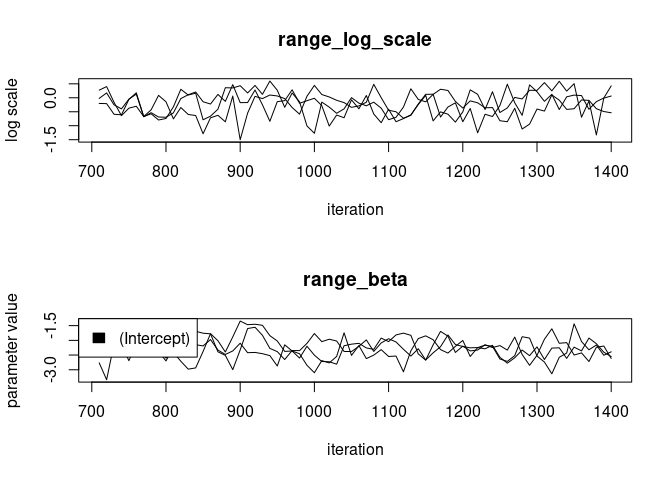 range_log_scale
log scale
0.0
-1.5
700 800 900 1000 1100 1200 1300 1400
iteration
range_beta
parameter value
-1.5
-3.0
(Intercept)
700 800 900 1000 1100 1200 1300 1400
iteration